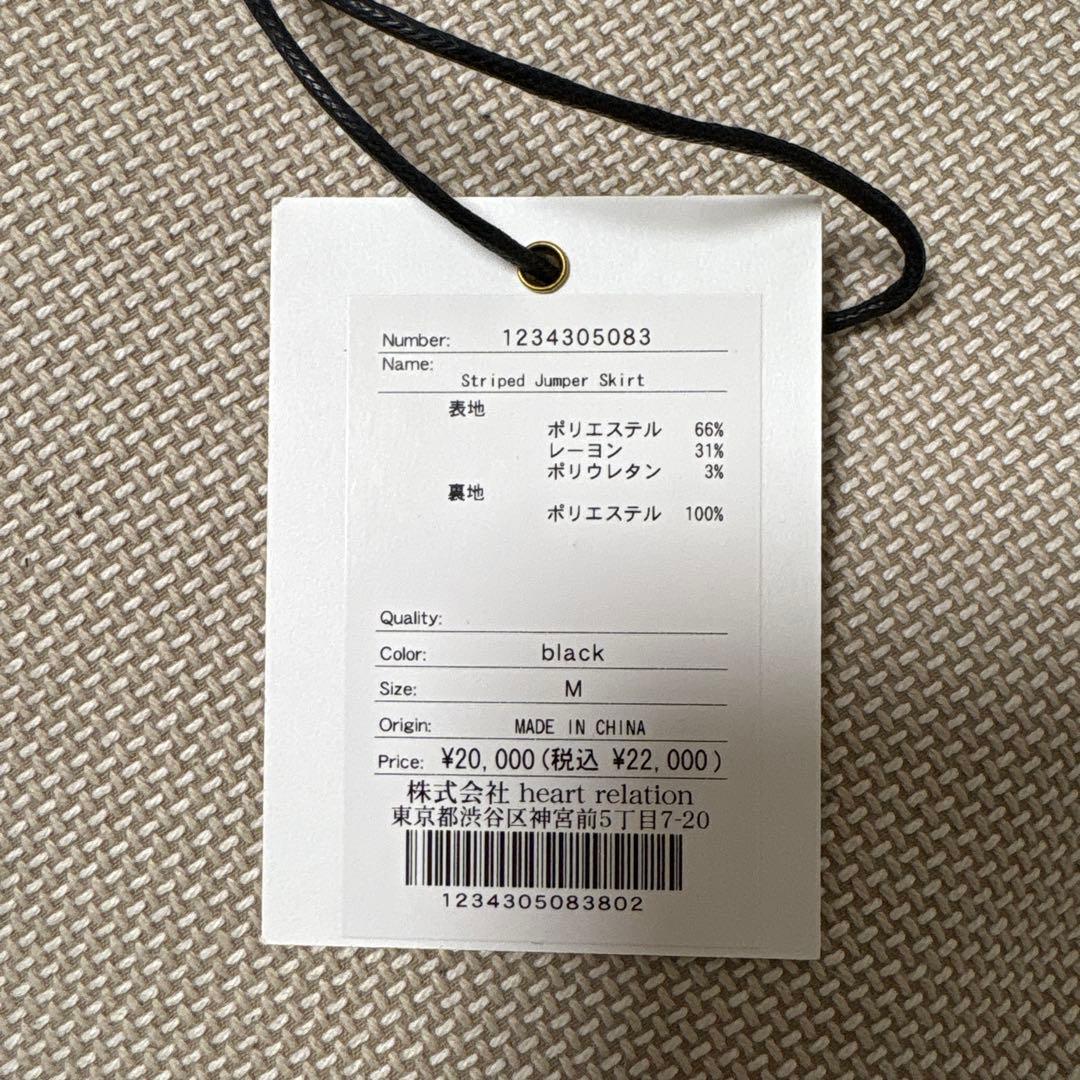 Number: 1234305083
Name:
Striped Jumper Skirt
表地
ポリエステル 66%
レーヨン 31%
ポリウレタン 3%
裏地
ポリエステル 100%
Quality:
Color: black
Size: M
Origin: MADE IN CHINA
Price: ¥20,000(税込 ¥22,000)
株式会社 heart relation
東京都渋谷区神宮前5丁目7-20
1234305083802